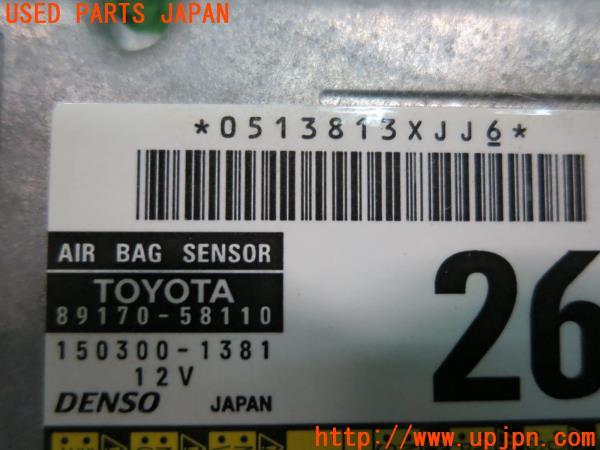 USED PARTS JAPAN
*0513813XJJ6*
AIR BAG SENSOR
TOYOTA
89170-58110
150300-1381
12V
DENSO JAPAN
26
http://www.upjpn.com